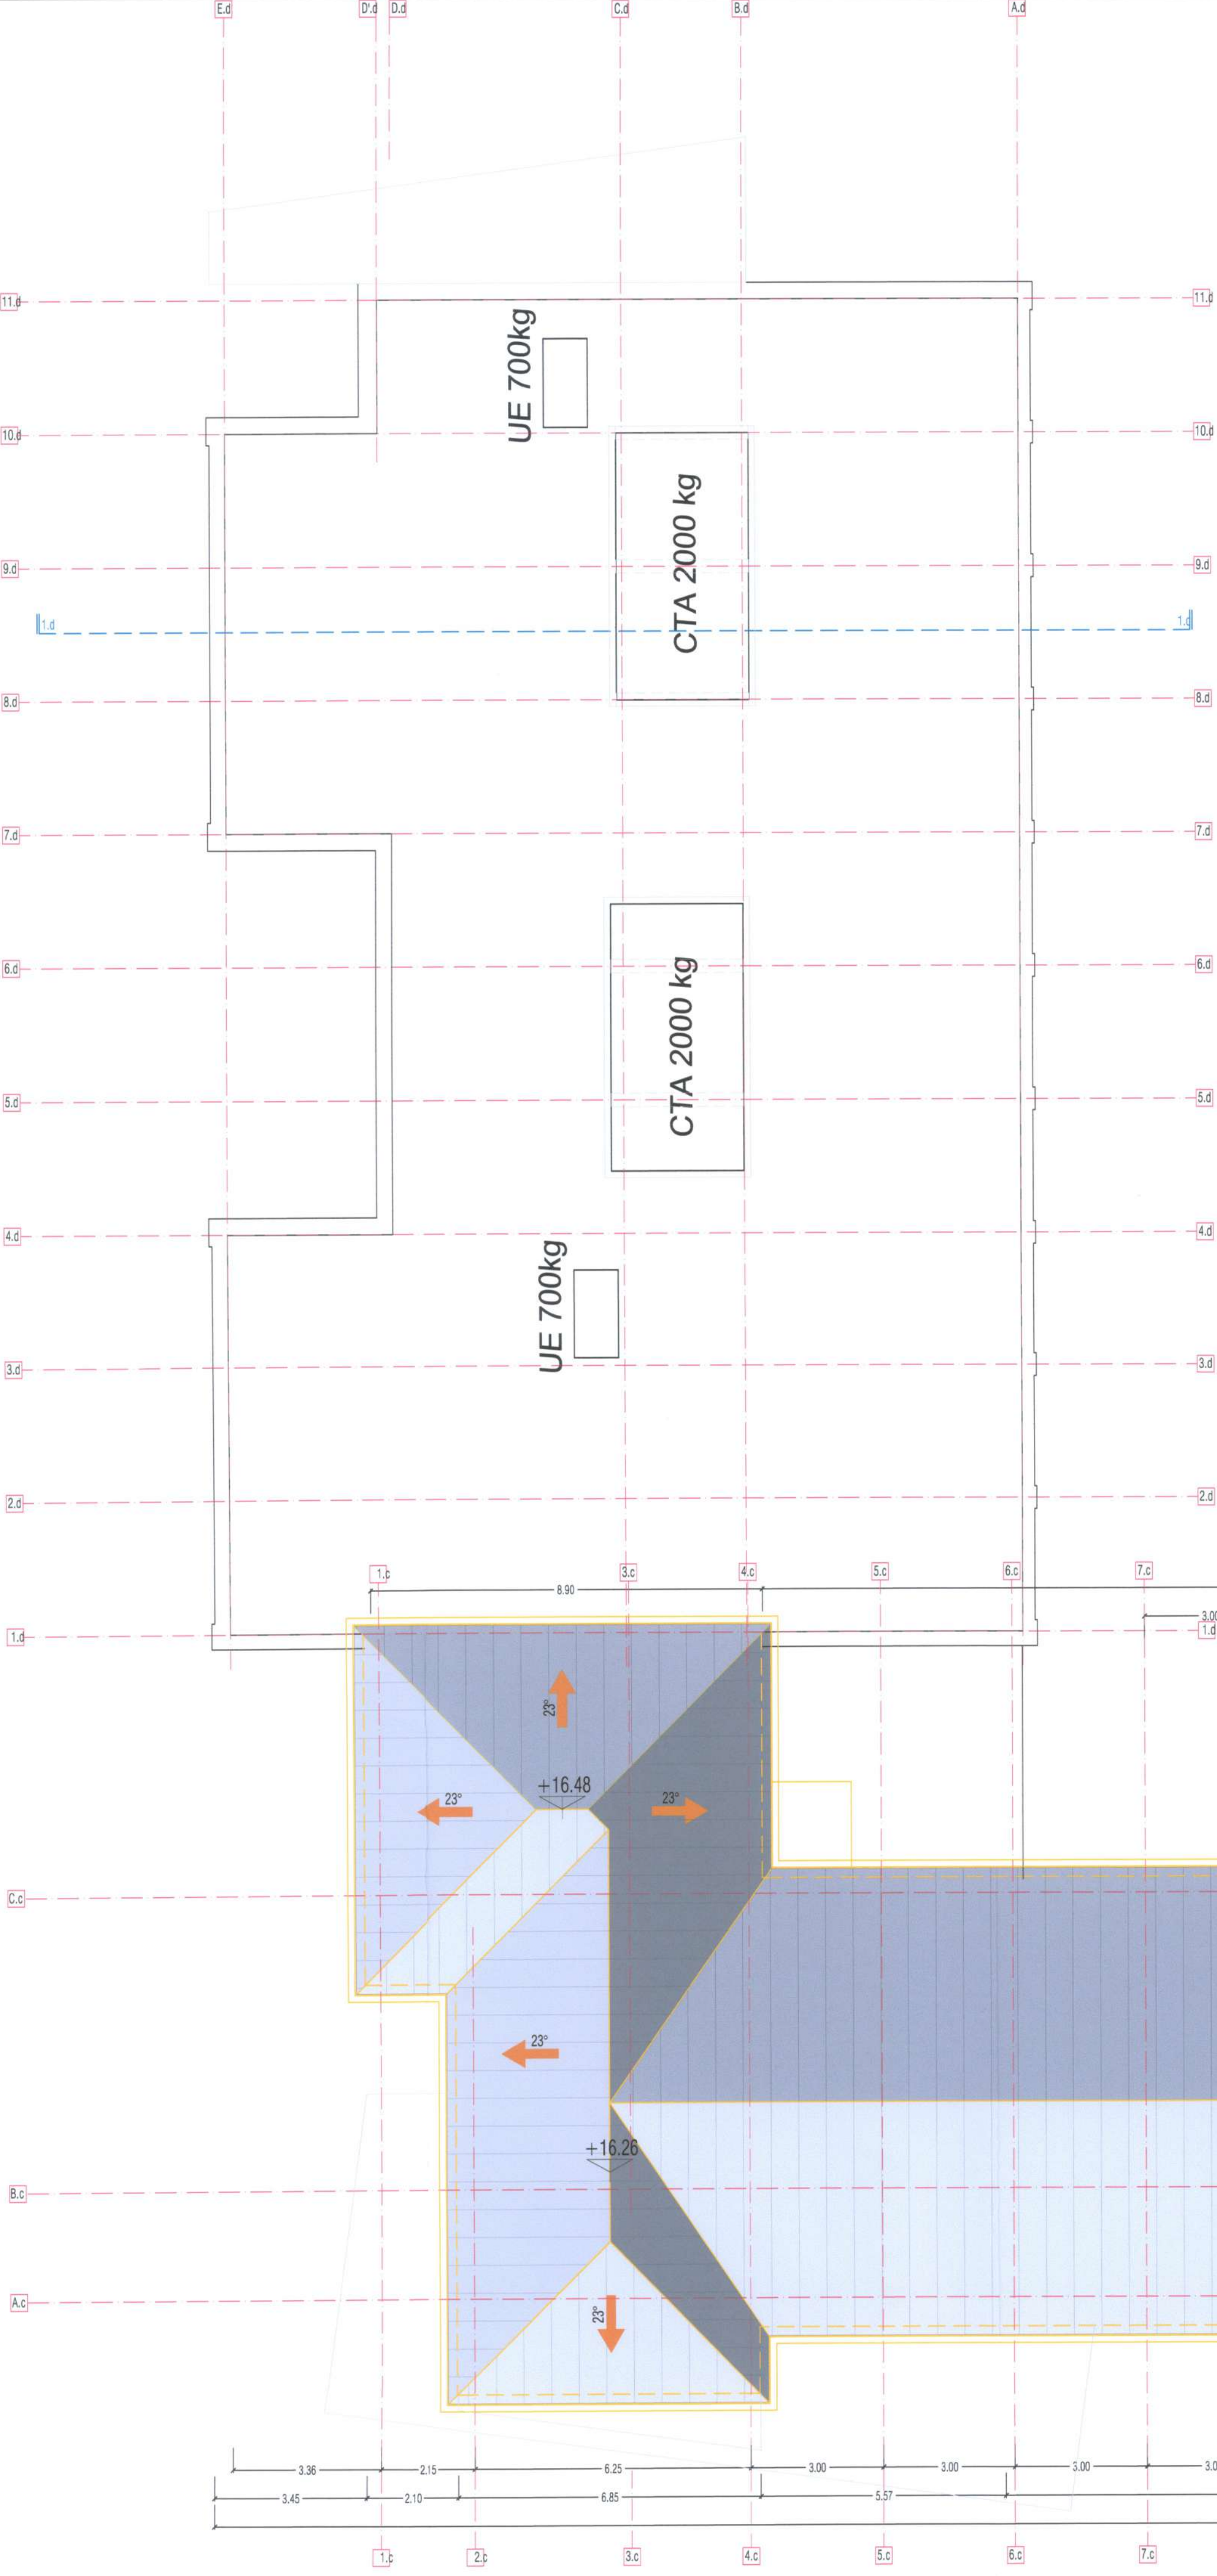 E.d D'.d D.d C.d B.d A.d
11.d 11.d
UE 700kg
10.d 10.d
CTA 2000 kg
9.d 9.d
1.d 1.d
8.d 8.d
7.d 7.d
6.d 6.d
CTA 2000 kg
5.d 5.d
4.d 4.d
UE 700kg
3.d 3.d
2.d 2.d
1.c 3.c 4.c 5.c 6.c 7.c
8.90
3.00
1.d 1.d
23°
+16.48
23° 23°
C.c
23°
+16.26
B.c
A.c
23°
3.36 2.15 6.25 3.00 3.00 3.00 3.0
3.45 2.10 6.85 5.57
1.c 2.c 3.c 4.c 5.c 6.c 7.c